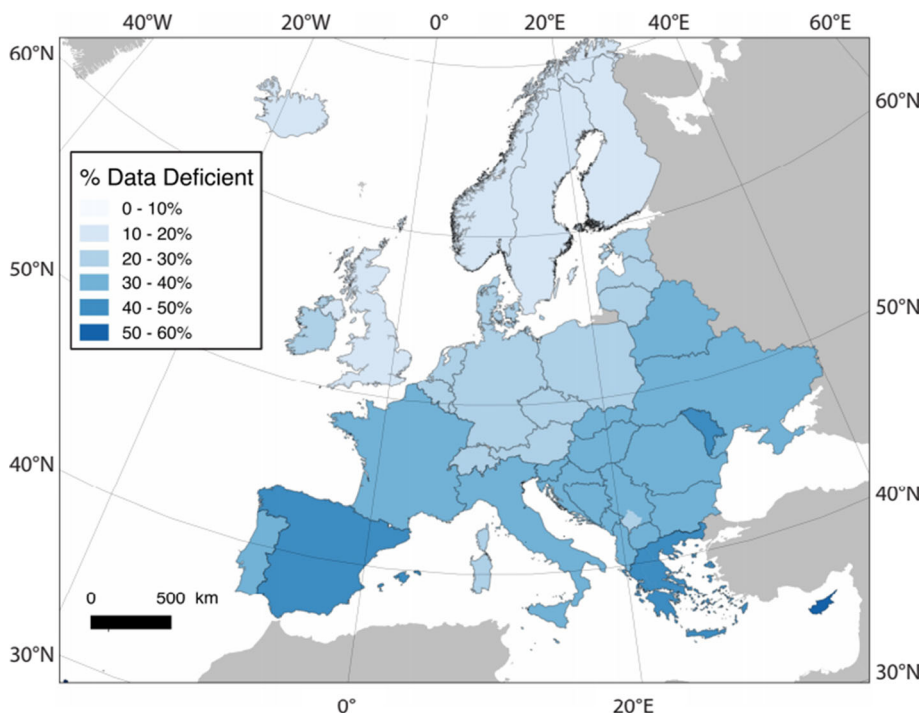 40°W 20°W 0° 20°E 40°E 60°E
60°N
60°N
% Data Deficient
0 - 10%
10 - 20%
20 - 30%
30 - 40%
40 - 50%
50 - 60%
50°N
50°N
40°N
40°N
0 500 km
30°N
30°N
0° 20°E